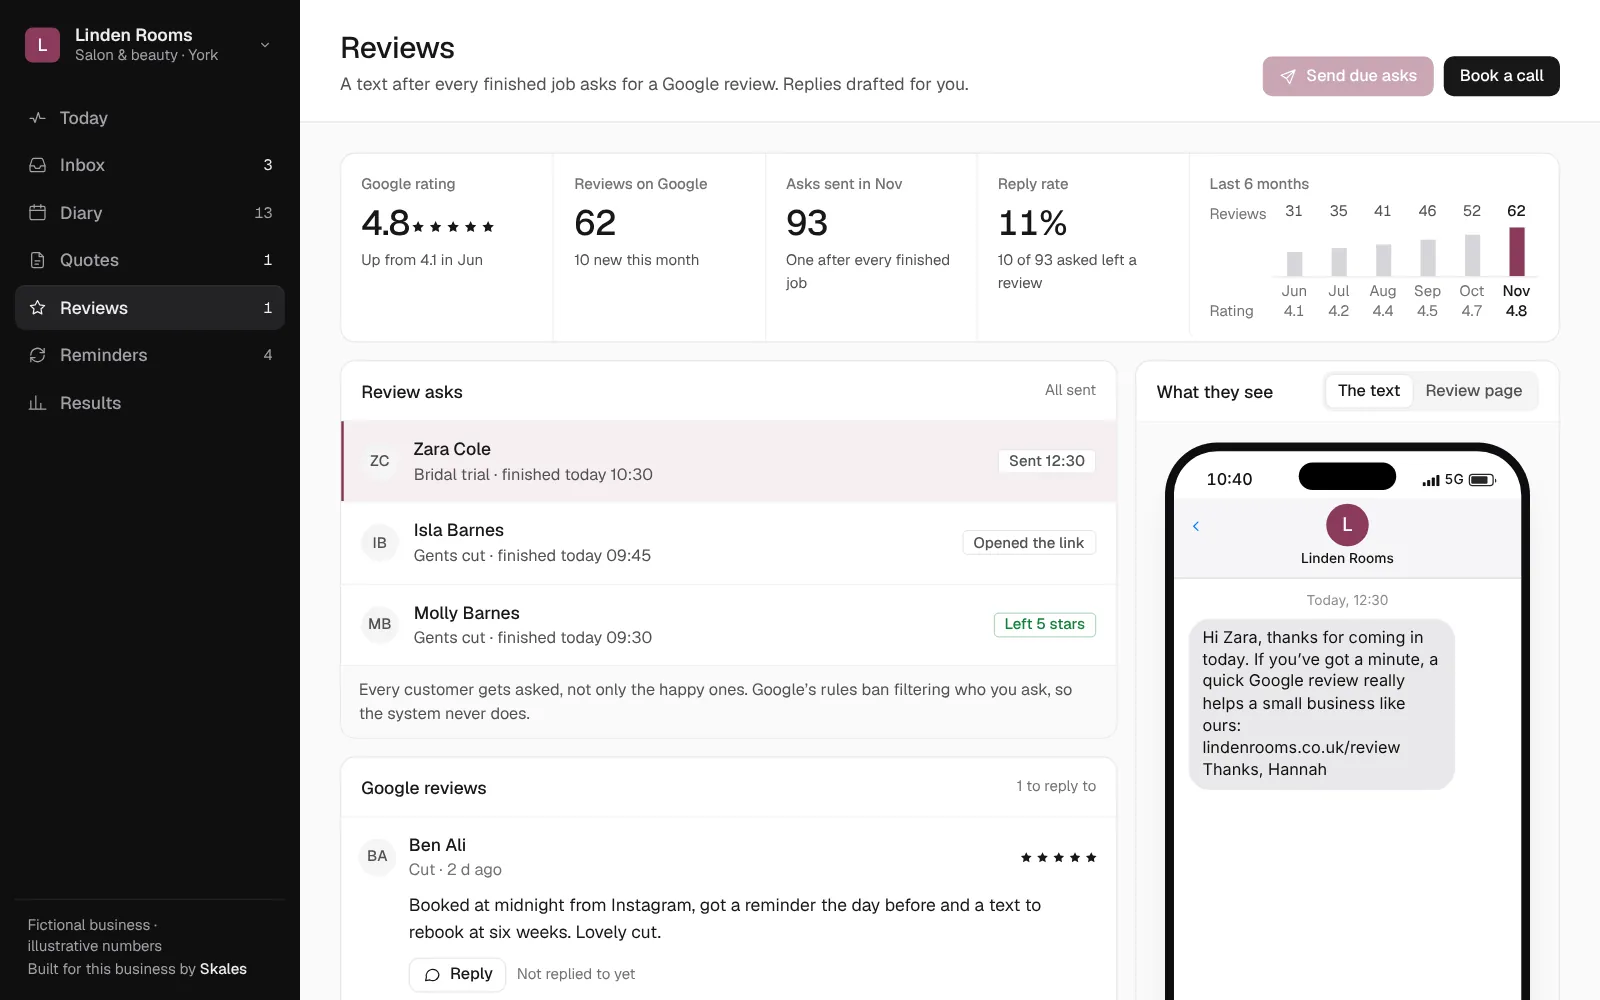 L
Linden Rooms
Salon & beauty · York
Today
Inbox 3
Diary 13
Quotes 1
Reviews 1
Reminders 4
Results
Fictional business ·
illustrative numbers
Built for this business by Skales
Reviews
A text after every finished job asks for a Google review. Replies drafted for you.
Send due asks
Book a call
Google rating
4.8 ★ ★ ★ ★ ★
Up from 4.1 in Jun
Reviews on Google
62
10 new this month
Asks sent in Nov
93
One after every finished
job
Reply rate
11%
10 of 93 asked left a
review
Last 6 months
Reviews 31 35 41 46 52 62
Jun Jul Aug Sep Oct Nov
Rating 4.1 4.2 4.4 4.5 4.7 4.8
Review asks
All sent
ZC
Zara Cole
Bridal trial · finished today 10:30
Sent 12:30
IB
Isla Barnes
Gents cut · finished today 09:45
Opened the link
MB
Molly Barnes
Gents cut · finished today 09:30
Left 5 stars
Every customer gets asked, not only the happy ones. Google’s rules ban filtering who you ask, so
the system never does.
Google reviews
1 to reply to
BA
Ben Ali
Cut · 2 d ago
★ ★ ★ ★ ★
Booked at midnight from Instagram, got a reminder the day before and a text to
rebook at six weeks. Lovely cut.
Reply
Not replied to yet
What they see
The text
Review page
10:40
5G
L
Linden Rooms
Today, 12:30
Hi Zara, thanks for coming in
today. If you’ve got a minute, a
quick Google review really
helps a small business like
ours:
lindenrooms.co.uk/review
Thanks, Hannah